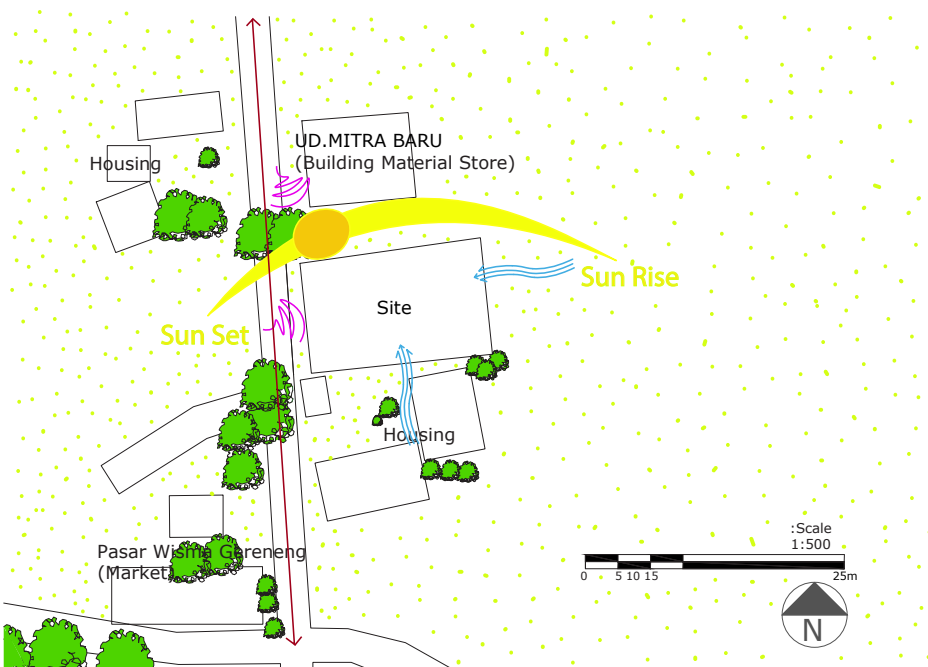 UD.MITRA BARU
(Building Material Store)
Housing
Sun Rise
Site
Sun Set
Housing
Pasar Wisma Gereneng
(Market)
:Scale
1:500
0 5 10 15 25m
N